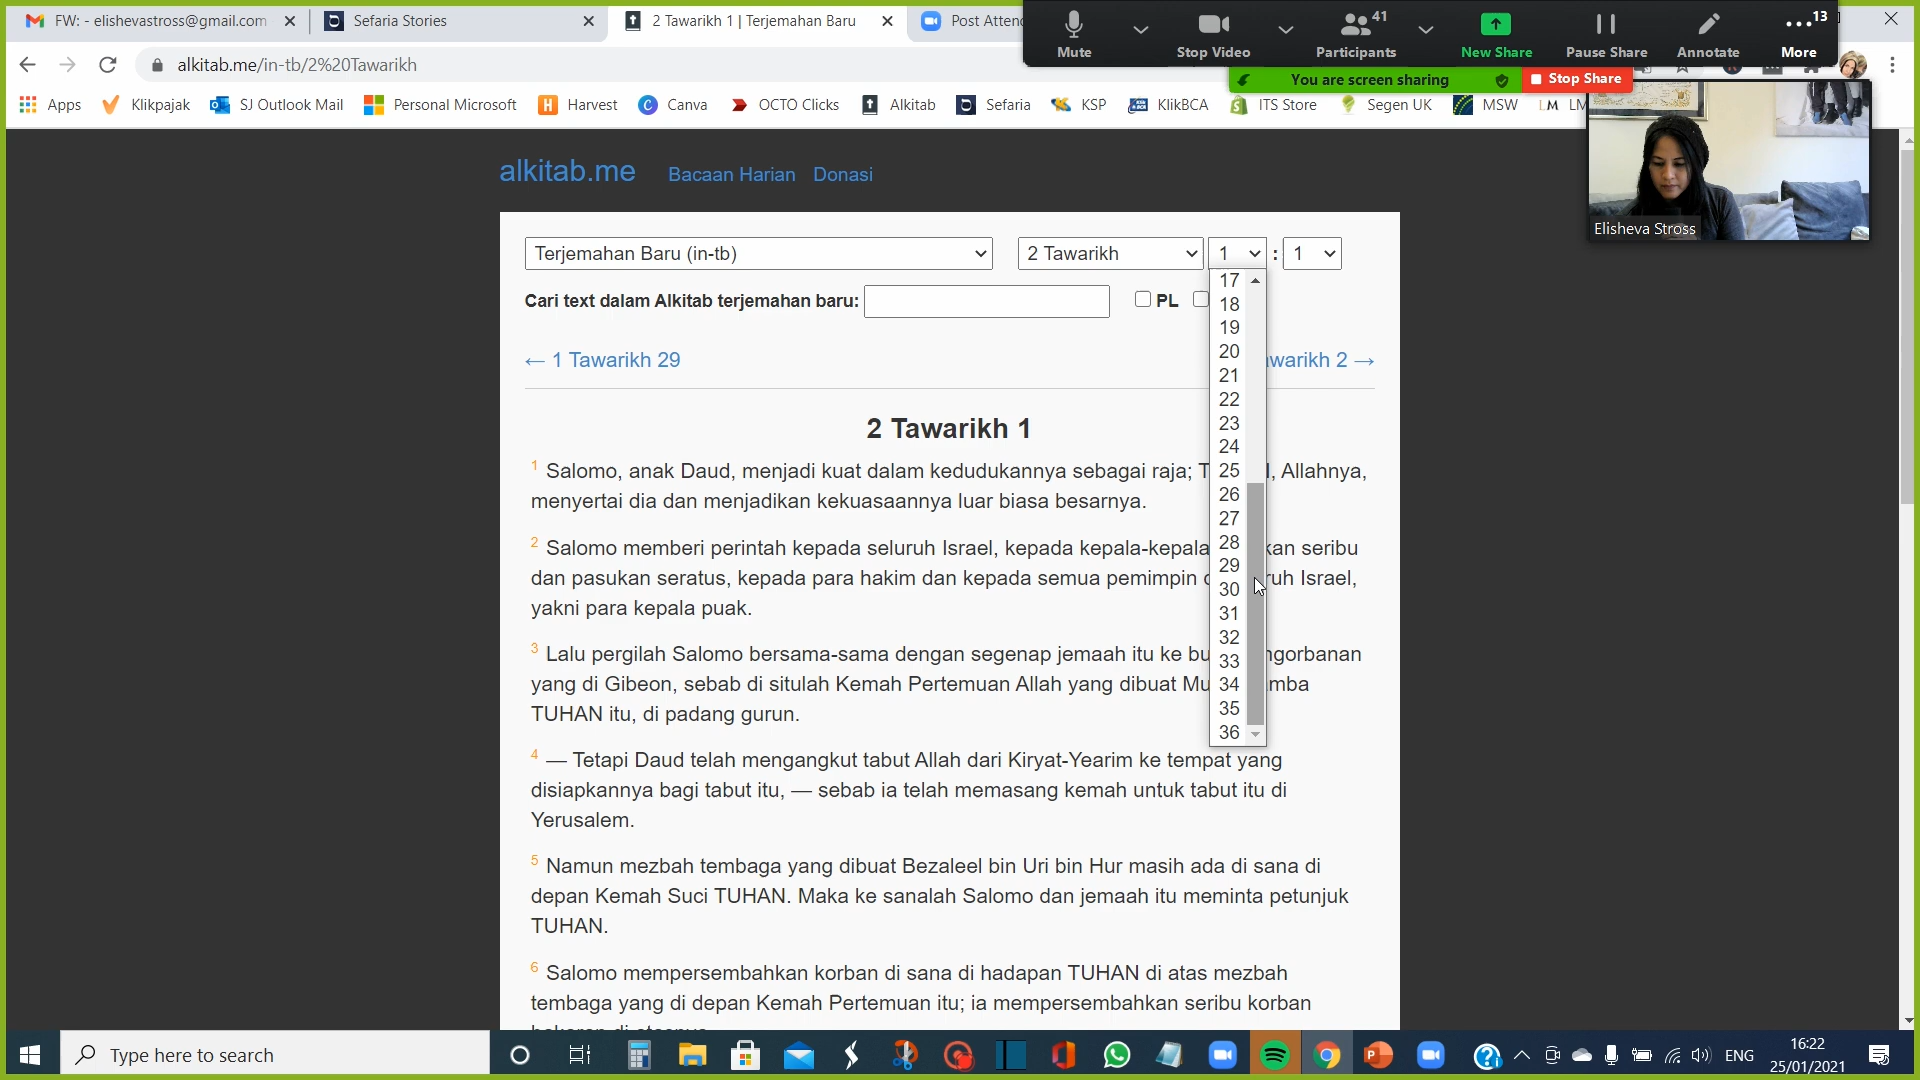 FW: - elishevastross@gmail.com
Sefaria Stories
2 Tawarikh 1 | Terjemahan Baru
Post Attend
Mute
Stop Video
41
Participants
New Share
Pause Share
Annotate
13
More
alkitab.me/in-tb/2%20Tawarikh
You are screen sharing
Stop Share
Apps
Klikpajak
SJ Outlook Mail
Personal Microsoft
Harvest
Canva
OCTO Clicks
Alkitab
Sefaria
KSP
KlikBCA
ITS Store
Segen UK
MSW
LM
Elisheva Stross
alkitab.me Bacaan Harian Donasi
Terjemahan Baru (in-tb) 2 Tawarikh 1 : 1
Cari text dalam Alkitab terjemahan baru: PL
← 1 Tawarikh 29
warikh 2 →
17
18
19
20
21
22
23
24
25
26
27
28
29
30
31
32
33
34
35
36
2 Tawarikh 1
1 Salomo, anak Daud, menjadi kuat dalam kedudukannya sebagai raja; T , Allahnya,
menyertai dia dan menjadikan kekuasaannya luar biasa besarnya.
2 Salomo memberi perintah kepada seluruh Israel, kepada kepala-kepala kan seribu
dan pasukan seratus, kepada para hakim dan kepada semua pemimpin ruh Israel,
yakni para kepala puak.
3 Lalu pergilah Salomo bersama-sama dengan segenap jemaah itu ke bu ngorbanan
yang di Gibeon, sebab di situlah Kemah Pertemuan Allah yang dibuat Mu mba
TUHAN itu, di padang gurun.
4 — Tetapi Daud telah mengangkut tabut Allah dari Kiryat-Yearim ke tempat yang
disiapkannya bagi tabut itu, — sebab ia telah memasang kemah untuk tabut itu di
Yerusalem.
5 Namun mezbah tembaga yang dibuat Bezaleel bin Uri bin Hur masih ada di sana di
depan Kemah Suci TUHAN. Maka ke sanalah Salomo dan jemaah itu meminta petunjuk
TUHAN.
6 Salomo mempersembahkan korban di sana di hadapan TUHAN di atas mezbah
tembaga yang di depan Kemah Pertemuan itu; ia mempersembahkan seribu korban
Type here to search
ENG
16:22
25/01/2021